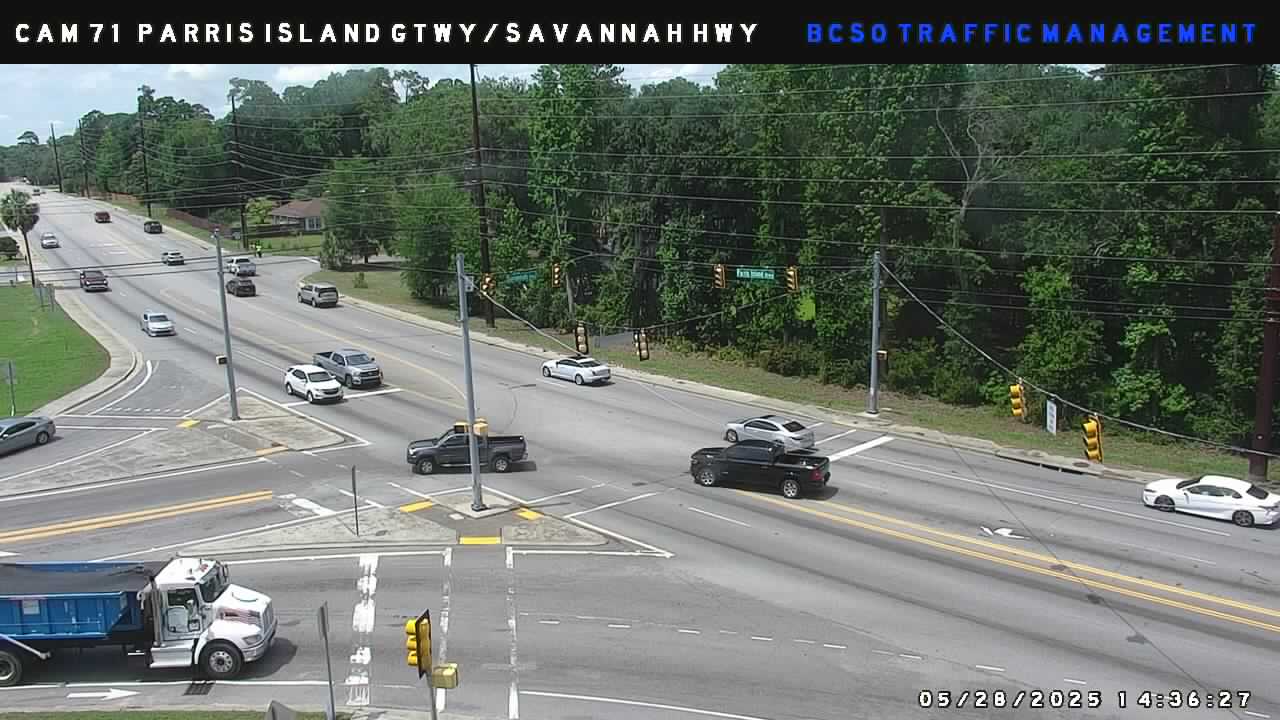 CAM 71 PARRIS ISLAND GTWY/SAVANNAH HWY BCSO TRAFFIC MANAGEMENT
05/28/2025 14:36:27